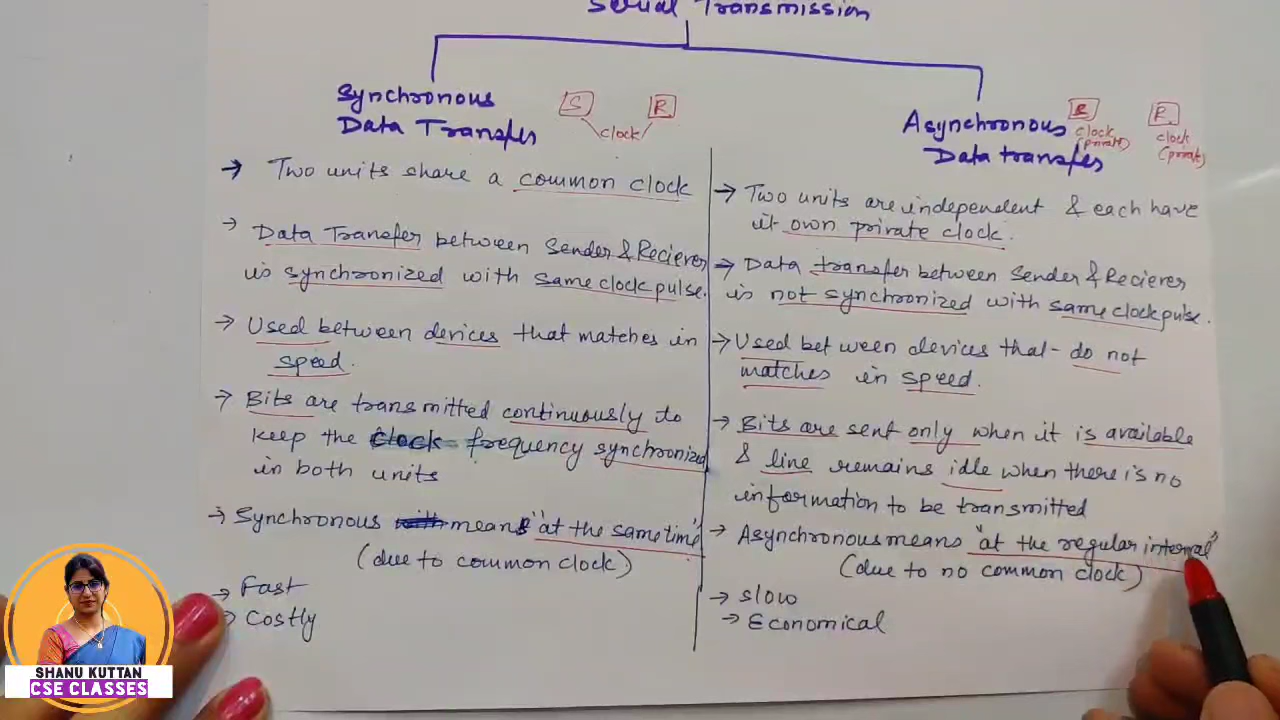 Serial Transmission
Synchronous
Data Transfer
S R
clock
→ Two units share a common clock
→ Data Transfer between Sender & Reciever
is synchronized with same clock pulse.
→ Used between devices that matches in
speed.
→ Bits are transmitted continuously to
keep the clock frequency synchronized
in both units
→ Synchronous means "at the same time"
(due to common clock)
→ Fast
→ Costly
Asynchronous
Data transfer
S R
clock clock
(private) (private)
→ Two units are independent & each have
it own private clock.
→ Data transfer between Sender & Reciever
is not synchronized with same clock pulse.
→ Used between devices that do not
matches in speed.
→ Bits are sent only when it is available
& line remains idle when there is no
information to be transmitted
→ Asynchronous means "at the regular interval"
(due to no common clock)
→ slow
→ Economical
SHANU KUTTAN
CSE CLASSES